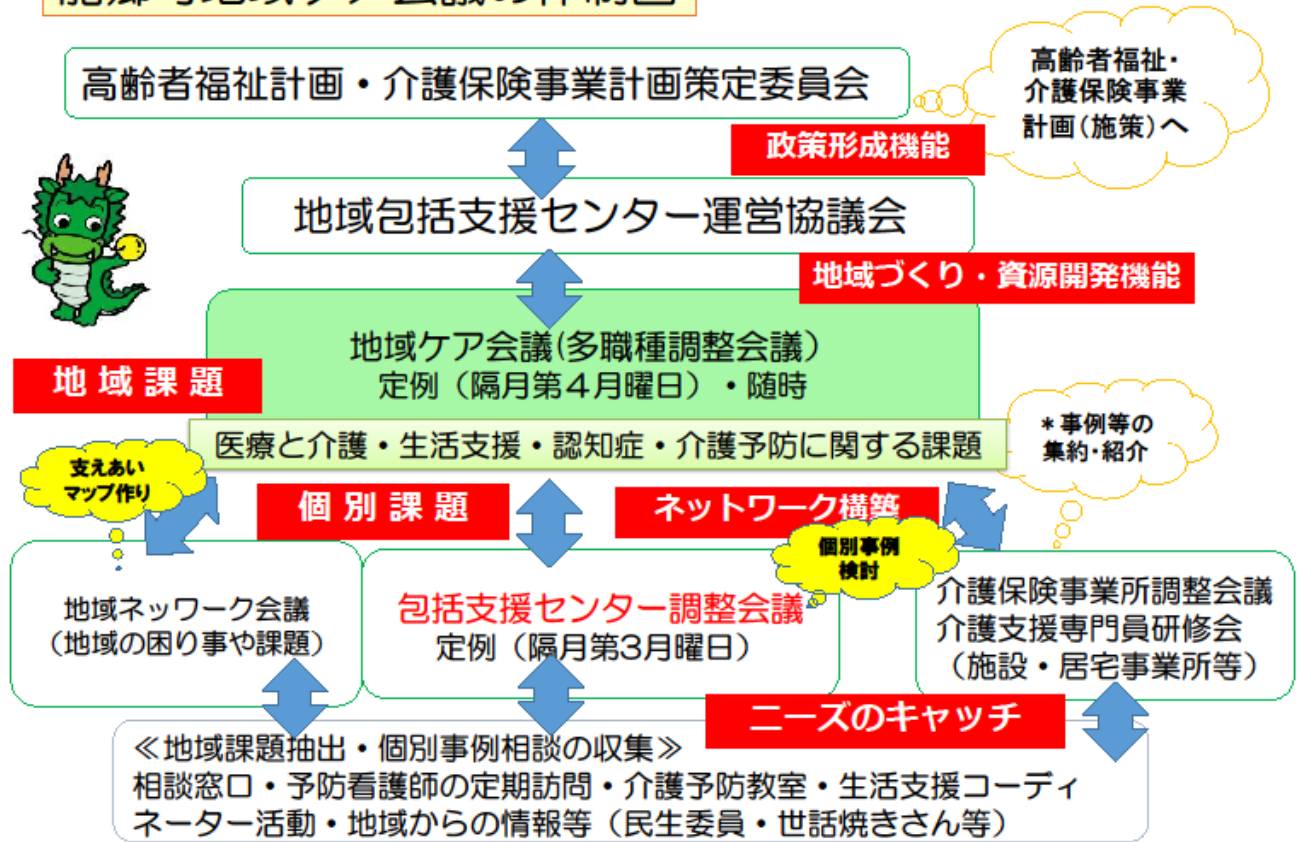 高齢者福祉計画・介護保険事業計画策定委員会
高齢者福祉・
介護保険事業
計画(施策)へ
政策形成機能
地域包括支援センター運営協議会
地域づくり・資源開発機能
地域ケア会議(多職種調整会議)
定例(隔月第4月曜日)・随時
地域課題
医療と介護・生活支援・認知症・介護予防に関する課題
*事例等の
集約・紹介
支えあい
マップ作り
個別課題
ネットワーク構築
個別事例
検討
地域ネッワーク会議
(地域の困り事や課題)
包括支援センター調整会議
定例(隔月第3月曜日)
介護保険事業所調整会議
介護支援専門員研修会
(施設・居宅事業所等)
ニーズのキャッチ
≪地域課題抽出・個別事例相談の収集≫
相談窓口・予防看護師の定期訪問・介護予防教室・生活支援コーディ
ネーター活動・地域からの情報等(民生委員・世話焼きさん等)